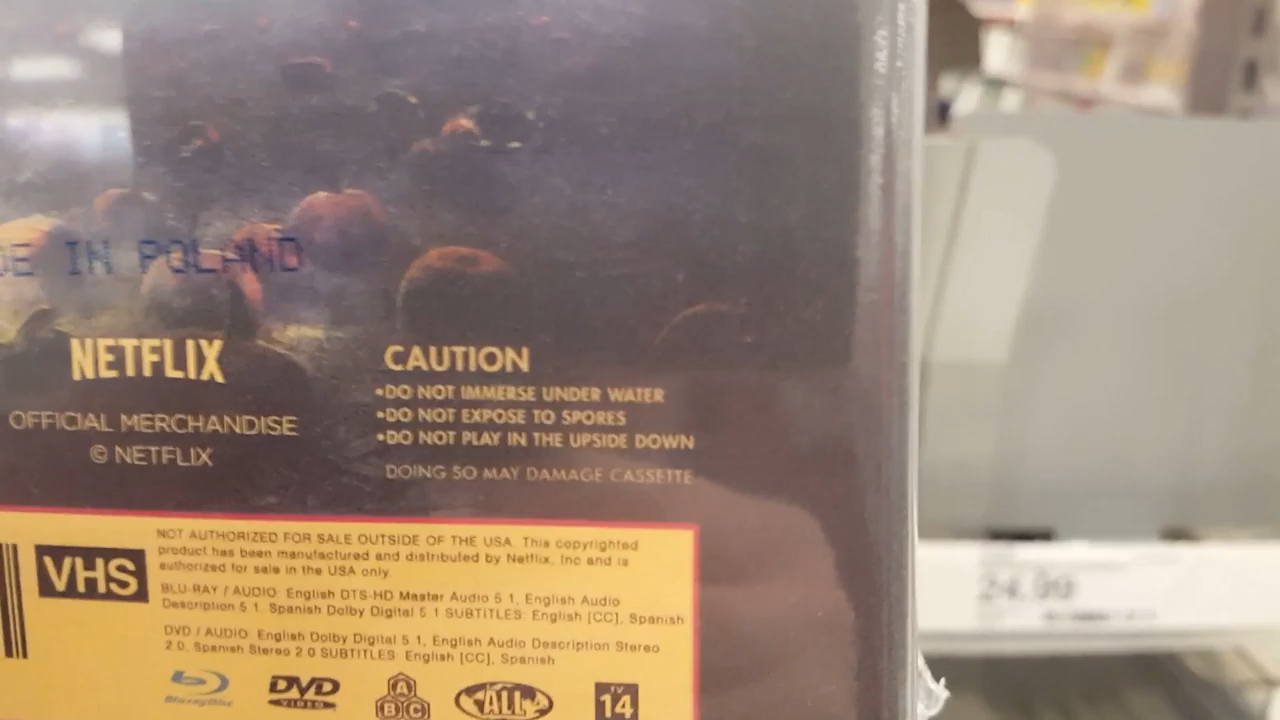 DE IN POLAND
NETFLIX
OFFICIAL MERCHANDISE
© NETFLIX
CAUTION
•DO NOT IMMERSE UNDER WATER
•DO NOT EXPOSE TO SPORES
•DO NOT PLAY IN THE UPSIDE DOWN
DOING SO MAY DAMAGE CASSETTE
VHS
NOT AUTHORIZED FOR SALE OUTSIDE OF THE USA. This copyrighted
product has been manufactured and distributed by Netflix, Inc and is
authorized for sale in the USA only.
BLU-RAY / AUDIO: English DTS-HD Master Audio 5.1, English Audio
Description 5.1, Spanish Dolby Digital 5.1 SUBTITLES: English [CC], Spanish
DVD / AUDIO: English Dolby Digital 5.1, English Audio Description Stereo
2.0, Spanish Stereo 2.0 SUBTITLES: English [CC], Spanish
Blu-ray Disc
DVD VIDEO
A B C
ALL
TV 14
24.99